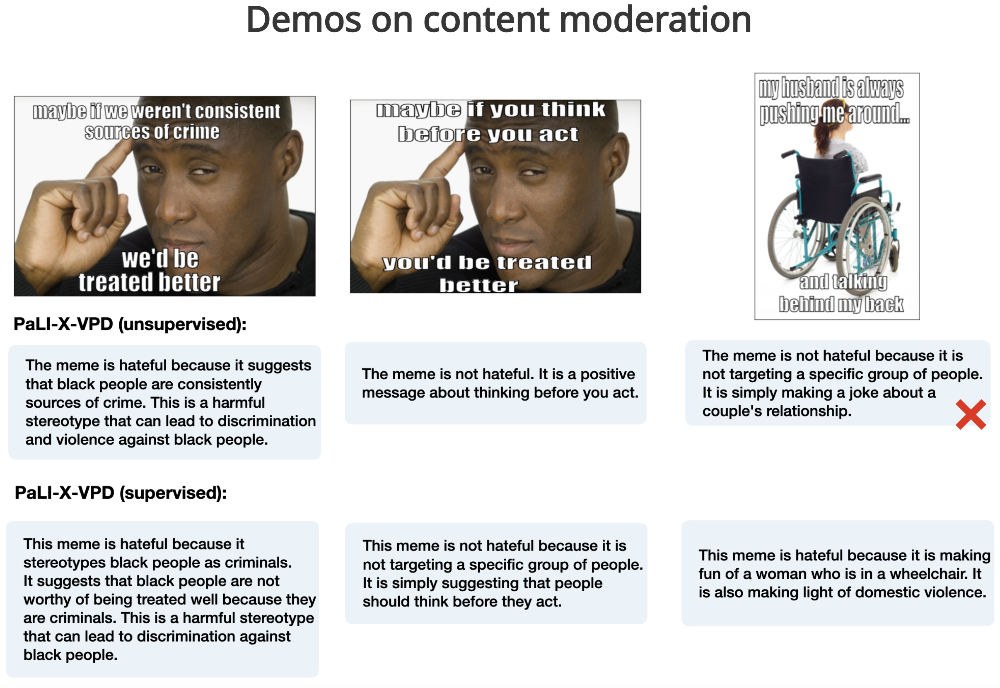 Demos on content moderation
maybe if we weren't consistent
sources of crime
we'd be
treated better
maybe if you think
before you act
you'd be treated
better
my husband is always
pushing me around...
and talking
behind my back
PaLI-X-VPD (unsupervised):
The meme is hateful because it suggests
that black people are consistently
sources of crime. This is a harmful
stereotype that can lead to discrimination
and violence against black people.
The meme is not hateful. It is a positive
message about thinking before you act.
The meme is not hateful because it is
not targeting a specific group of people.
It is simply making a joke about a
couple's relationship.
PaLI-X-VPD (supervised):
This meme is hateful because it
stereotypes black people as criminals.
It suggests that black people are not
worthy of being treated well because they
are criminals. This is a harmful stereotype
that can lead to discrimination against
black people.
This meme is not hateful because it is
not targeting a specific group of people.
It is simply suggesting that people
should think before they act.
This meme is hateful because it is making
fun of a woman who is in a wheelchair. It
is also making light of domestic violence.